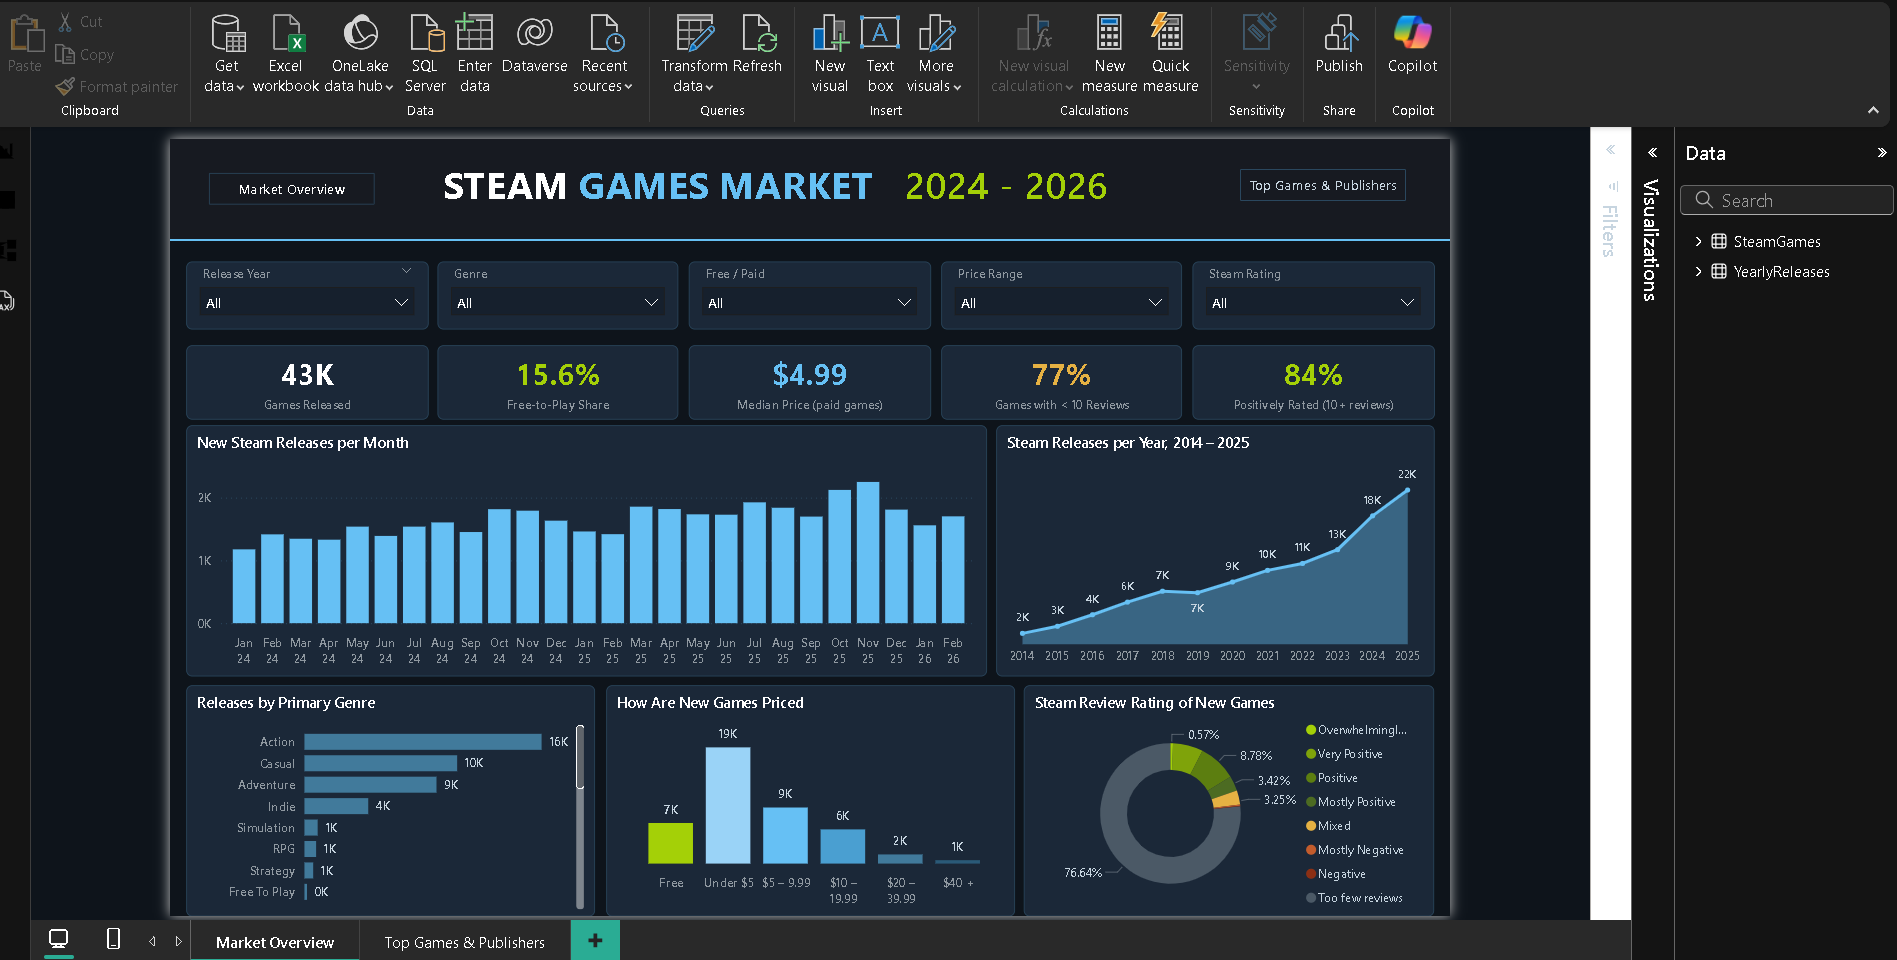 Paste
Cut
Copy
Format painter
Clipboard
Get
data
Excel
workbook
OneLake
data hub
SQL
Server
Enter
data
Dataverse
Recent
sources
Data
Transform
data
Refresh
Queries
New
visual
Text
box
More
visuals
Insert
New visual
calculation
New
measure
Quick
measure
Calculations
Sensitivity
Sensitivity
Publish
Share
Copilot
Copilot
Market Overview
STEAM GAMES MARKET 2024 - 2026
Top Games & Publishers
Release Year
All
Genre
All
Free / Paid
All
Price Range
All
Steam Rating
All
43K
Games Released
15.6%
Free-to-Play Share
$4.99
Median Price (paid games)
77%
Games with < 10 Reviews
84%
Positively Rated (10+ reviews)
New Steam Releases per Month
2K
1K
0K
Jan 24
Feb 24
Mar 24
Apr 24
May 24
Jun 24
Jul 24
Aug 24
Sep 24
Oct 24
Nov 24
Dec 24
Jan 25
Feb 25
Mar 25
Apr 25
May 25
Jun 25
Jul 25
Aug 25
Sep 25
Oct 25
Nov 25
Dec 25
Jan 26
Feb 26
Steam Releases per Year, 2014 – 2025
2K
3K
4K
6K
7K
7K
9K
10K
11K
13K
18K
22K
2014 2015 2016 2017 2018 2019 2020 2021 2022 2023 2024 2025
Releases by Primary Genre
Action 16K
Casual 10K
Adventure 9K
Indie 4K
Simulation 1K
RPG 1K
Strategy 1K
Free To Play 0K
How Are New Games Priced
7K
19K
9K
6K
2K
1K
Free
Under $5
$5 – 9.99
$10 –
19.99
$20 –
39.99
$40 +
Steam Review Rating of New Games
0.57%
8.78%
3.42%
3.25%
76.64%
Overwhelmingl...
Very Positive
Positive
Mostly Positive
Mixed
Mostly Negative
Negative
Too few reviews
Filters
Visualizations
Data
Search
SteamGames
YearlyReleases
Market Overview
Top Games & Publishers